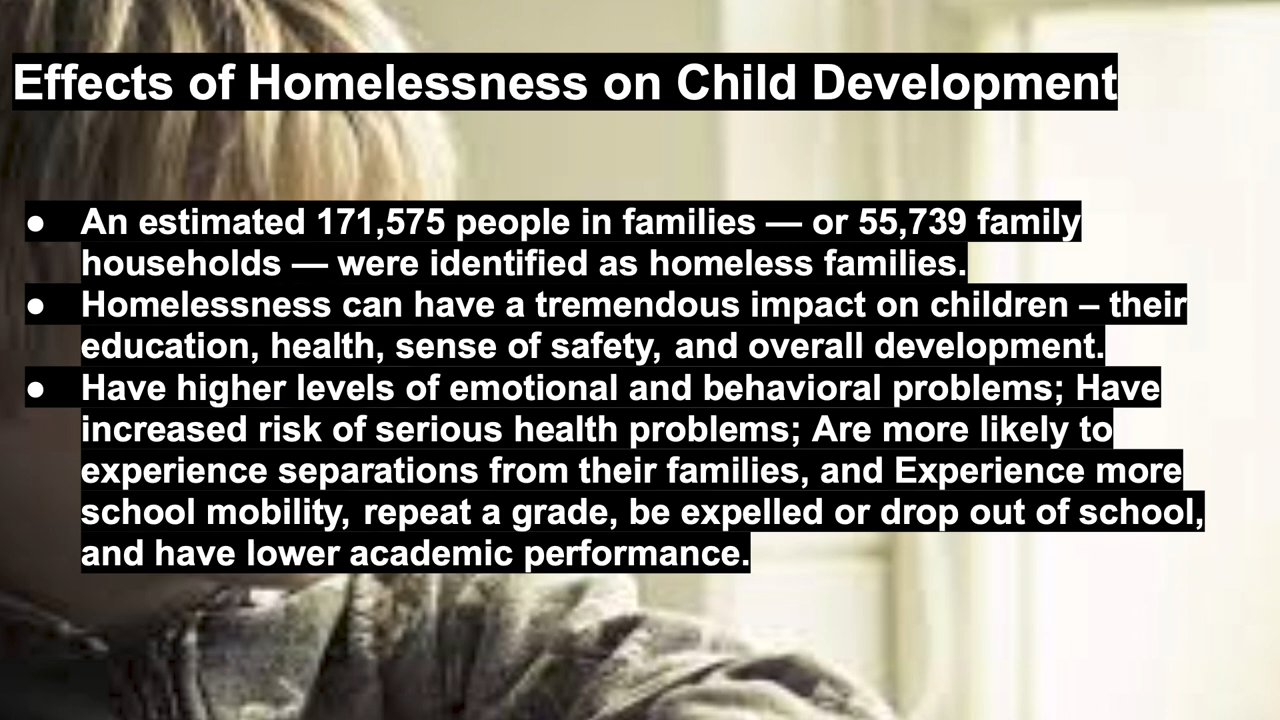 Effects of Homelessness on Child Development
● An estimated 171,575 people in families — or 55,739 family
households — were identified as homeless families.
● Homelessness can have a tremendous impact on children – their
education, health, sense of safety, and overall development.
● Have higher levels of emotional and behavioral problems; Have
increased risk of serious health problems; Are more likely to
experience separations from their families, and Experience more
school mobility, repeat a grade, be expelled or drop out of school,
and have lower academic performance.